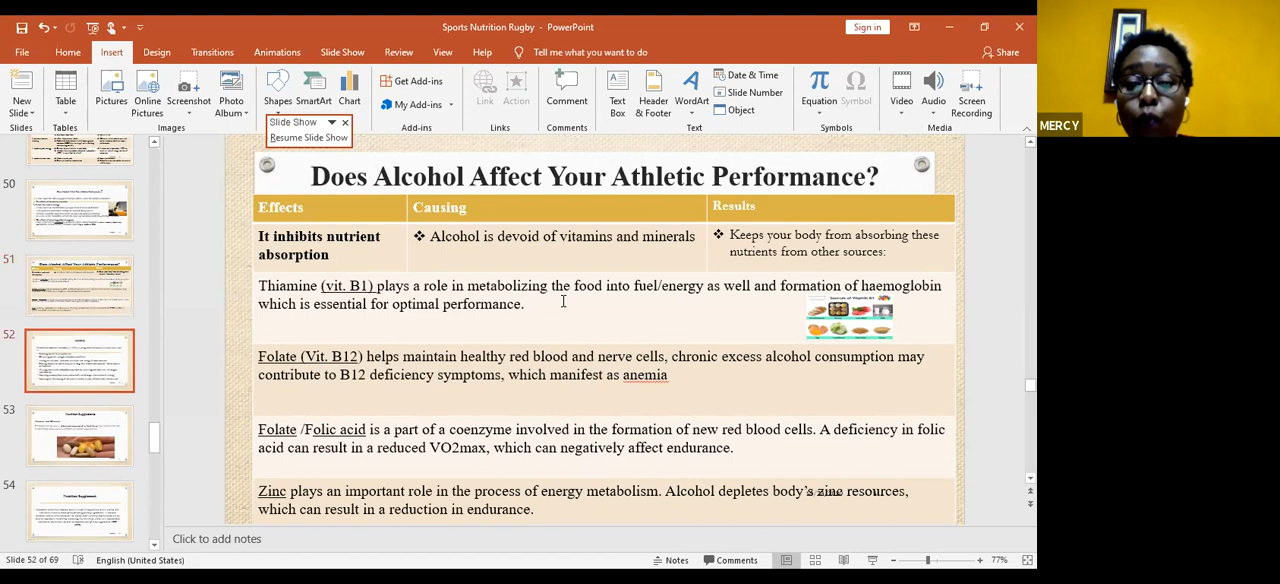 Sports Nutrition Rugby - PowerPoint
Sign in
File Home Insert Design Transitions Animations Slide Show Review View Help Tell me what you want to do
Share
New Slide
Slides
Table
Tables
Pictures
Online Pictures
Screenshot
Photo Album
Images
Shapes
SmartArt
Chart
Slide Show
Resume Slide Show
Get Add-ins
My Add-ins
Add-ins
Link
Action
Links
Comment
Comments
Text Box
Header & Footer
WordArt
Date & Time
Slide Number
Object
Text
Equation
Symbol
Symbols
Video
Audio
Screen Recording
Media
MERCY
50
51
52
53
54
Does Alcohol Affect Your Athletic Performance?
Effects
Causing
Results
It inhibits nutrient
absorption
❖ Alcohol is devoid of vitamins and minerals
❖ Keeps your body from absorbing these
nutrients from other sources:
Thiamine (vit. B1) plays a role in metabolizing the food into fuel/energy as well and formation of haemoglobin
which is essential for optimal performance.
Sources of Vitamin B1
Folate (Vit. B12) helps maintain healthy red blood and nerve cells, chronic excess alcohol consumption may
contribute to B12 deficiency symptoms, which manifest as anemia
Folate /Folic acid is a part of a coenzyme involved in the formation of new red blood cells. A deficiency in folic
acid can result in a reduced VO2max, which can negatively affect endurance.
Zinc plays an important role in the process of energy metabolism. Alcohol depletes body's zinc resources,
which can result in a reduction in endurance.
Click to add notes
Slide 52 of 69
English (United States)
Notes
Comments
77%